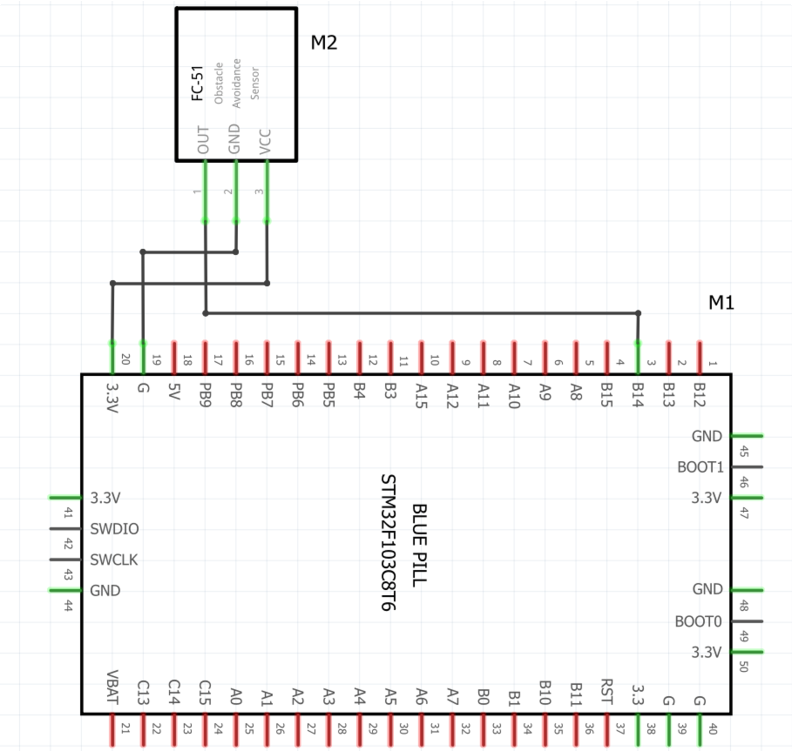 M2
FC-51
Obstacle
Avoidance
Sensor
OUT
GND
VCC
1
2
3
M1
20
19
18
17
16
15
14
13
12
11
10
9
8
7
6
5
4
3
2
1
3.3V
G
5V
PB9
PB8
PB7
PB6
PB5
B4
B3
A15
A12
A11
A10
A9
A8
B15
B14
B13
B12
3.3V
41
SWDIO
42
SWCLK
43
GND
44
BLUE PILL
STM32F103C8T6
GND
45
BOOT1
46
3.3V
47
GND
48
BOOT0
49
3.3V
50
VBAT
C13
C14
C15
A0
A1
A2
A3
A4
A5
A6
A7
B0
B1
B10
B11
RST
3.3
G
G
21
22
23
24
25
26
27
28
29
30
31
32
33
34
35
36
37
38
39
40